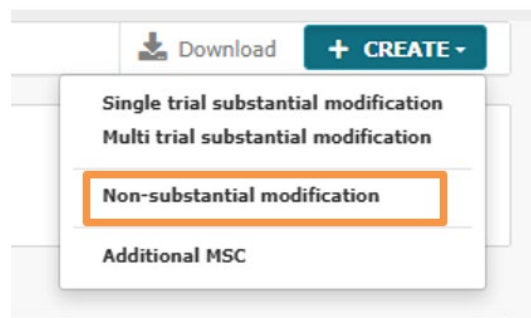 Download
+ CREATE
Single trial substantial modification
Multi trial substantial modification
Non-substantial modification
Additional MSC